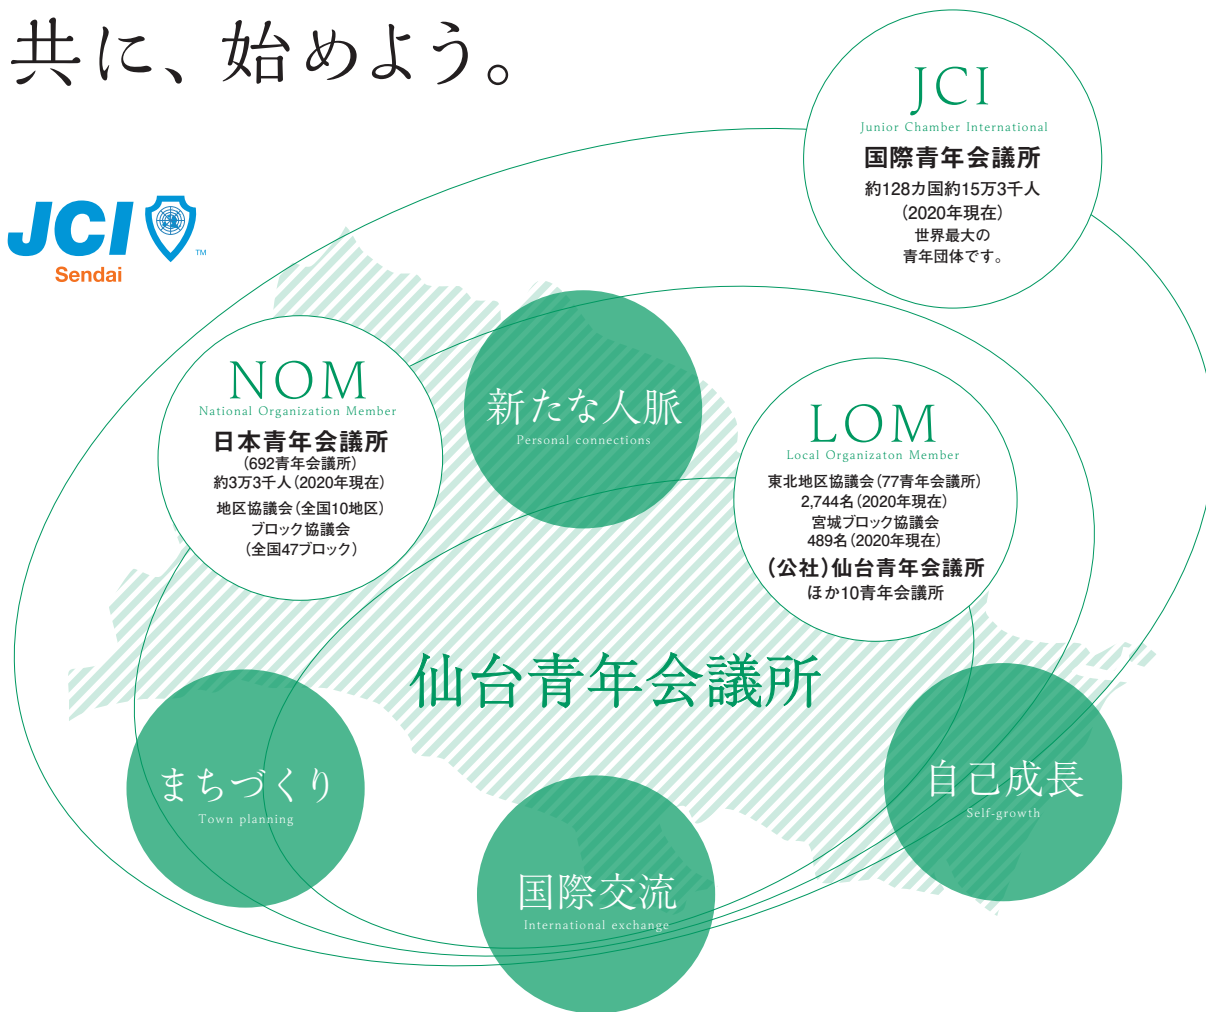 共に、始めよう。
JCI
Junior Chamber International
国際青年会議所
約128カ国約15万3千人
(2020年現在)
世界最大の
青年団体です。
JCI
TM
Sendai
NOM
National Organization Member
日本青年会議所
(692青年会議所)
約3万3千人(2020年現在)
地区協議会(全国10地区)
ブロック協議会
(全国47ブロック)
新たな人脈
Personal connections
LOM
Local Organizaton Member
東北地区協議会(77青年会議所)
2,744名(2020年現在)
宮城ブロック協議会
489名(2020年現在)
(公社)仙台青年会議所
ほか10青年会議所
仙台青年会議所
まちづくり
Town planning
自己成長
Self-growth
国際交流
International exchange